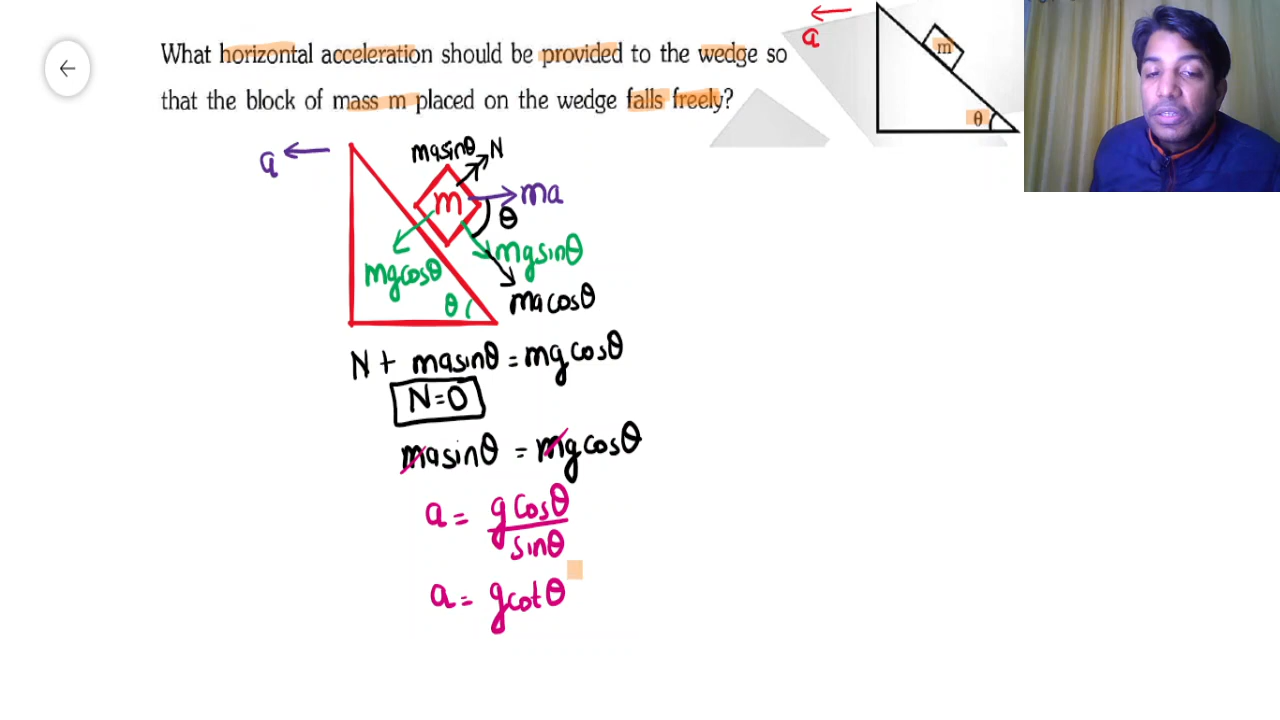 What horizontal acceleration should be provided to the wedge so
that the block of mass m placed on the wedge falls freely?
a
m
θ
a
masinθ
N
m
ma
θ
mgsinθ
mgcosθ
θ
macosθ
N + masinθ = mgcosθ
N=0
masinθ = mgcosθ
a = gcosθ
sinθ
a = gcotθ